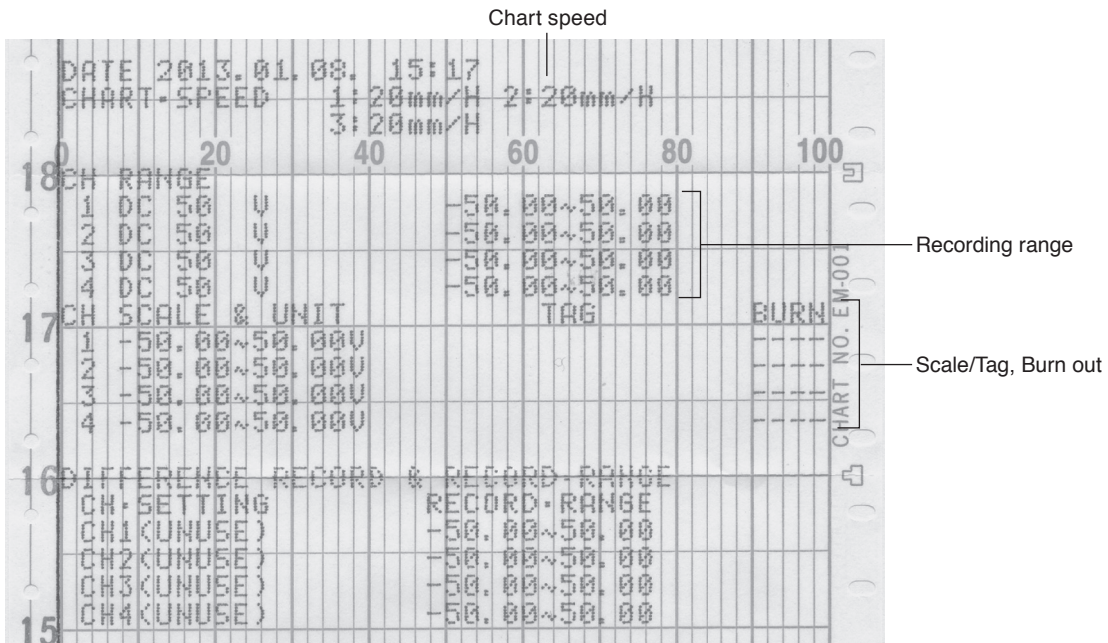 Chart speed
DATE 2013.01.08. 15:17
CHART·SPEED 1:20mm/H 2:20mm/H
3:20mm/H
0 20 40 60 80 100
18
CH RANGE
1 DC 50 V -50.00~50.00
2 DC 50 V -50.00~50.00
3 DC 50 V -50.00~50.00
4 DC 50 V -50.00~50.00
Recording range
CH SCALE & UNIT TAG BURN
17
1 -50.00~50.00V ----
2 -50.00~50.00V ----
3 -50.00~50.00V ----
4 -50.00~50.00V ----
Scale/Tag, Burn out
CHART NO. EM-001
16
DIFFERENCE RECORD & RECORD·RANGE
CH·SETTING RECORD·RANGE
CH1(UNUSE) -50.00~50.00
CH2(UNUSE) -50.00~50.00
CH3(UNUSE) -50.00~50.00
CH4(UNUSE) -50.00~50.00
15